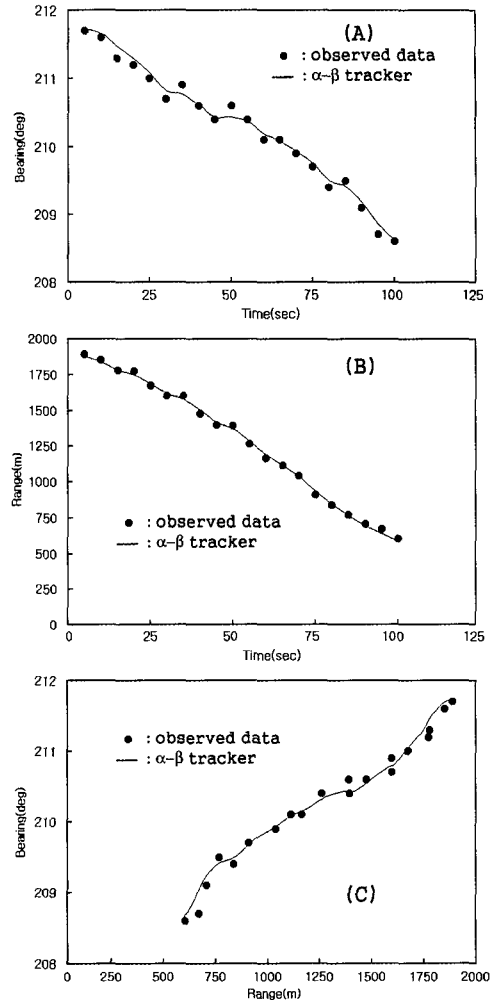 212
(A)
● : observed data
— : α-β tracker
211
Bearing(deg)
210
209
208
0 25 50 75 100 125
Time(sec)
2000
(B)
1750
1500
1250
Range(m)
1000
750
● : observed data
— : α-β tracker
500
250
0
0 25 50 75 100 125
Time(sec)
212
● : observed data
— : α-β tracker
211
Bearing(deg)
210
209
(C)
208
0 250 500 750 1000 1250 1500 1750 2000
Range(m)